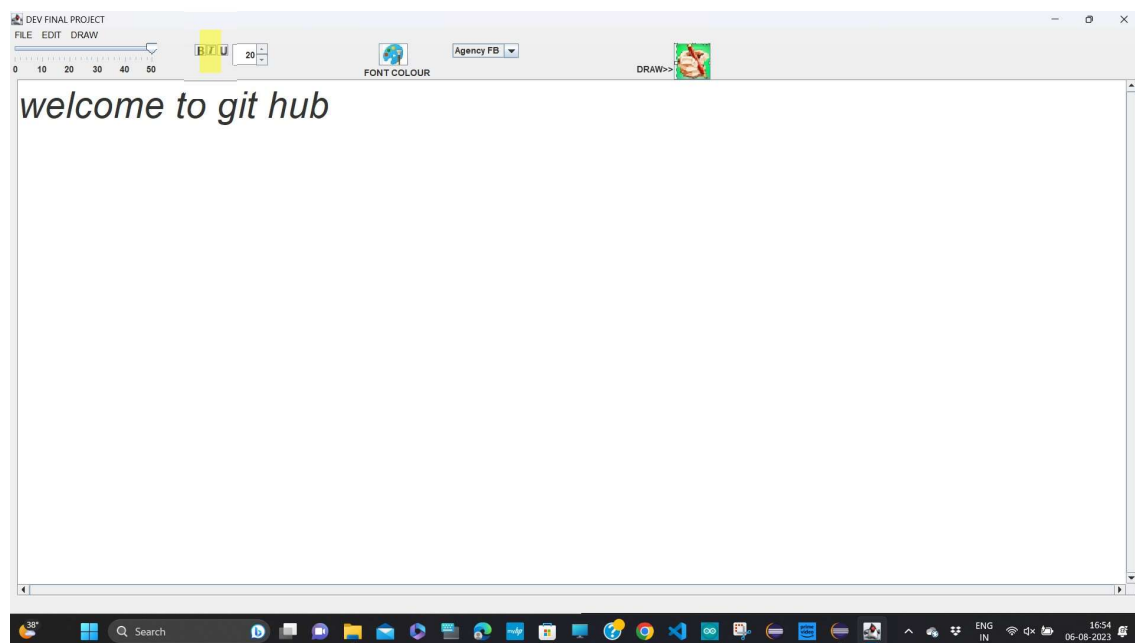 DEV FINAL PROJECT
FILE EDIT DRAW
B I U 20
Agency FB
0 10 20 30 40 50
FONT COLOUR
DRAW>>
welcome to git hub
38°
Search
ENG
IN
16:54
06-08-2023